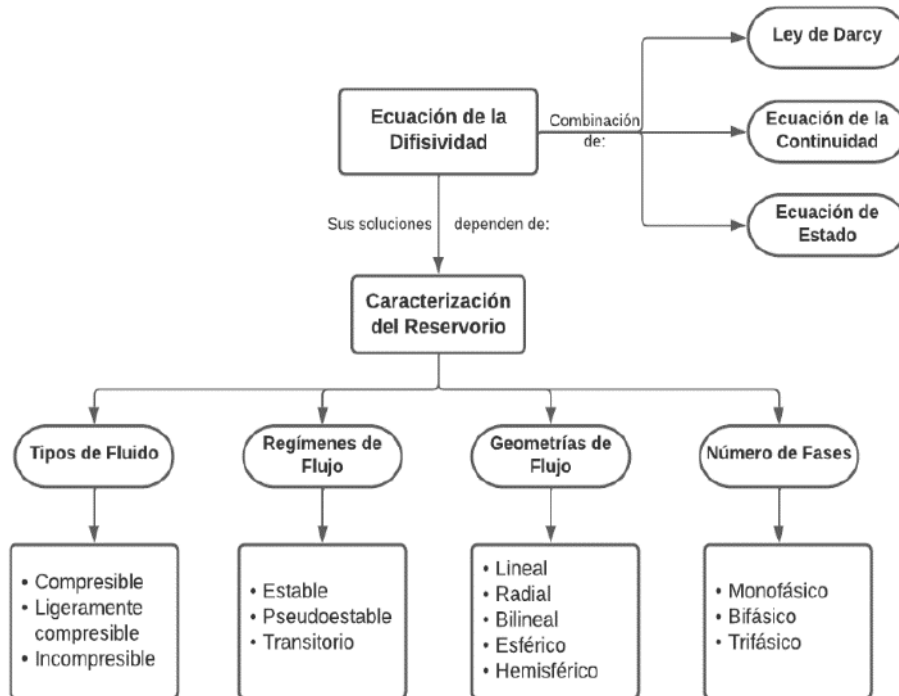 Ley de Darcy
Ecuación de la
Difisividad
Combinación
de:
Ecuación de la
Continuidad
Ecuación de
Estado
Sus soluciones
dependen de:
Caracterización
del Reservorio
Tipos de Fluido
Regímenes de
Flujo
Geometrías de
Flujo
Número de Fases
• Compresible
• Ligeramente
compresible
• Incompresible
• Estable
• Pseudoestable
• Transitorio
• Lineal
• Radial
• Bilineal
• Esférico
• Hemisférico
• Monofásico
• Bifásico
• Trifásico